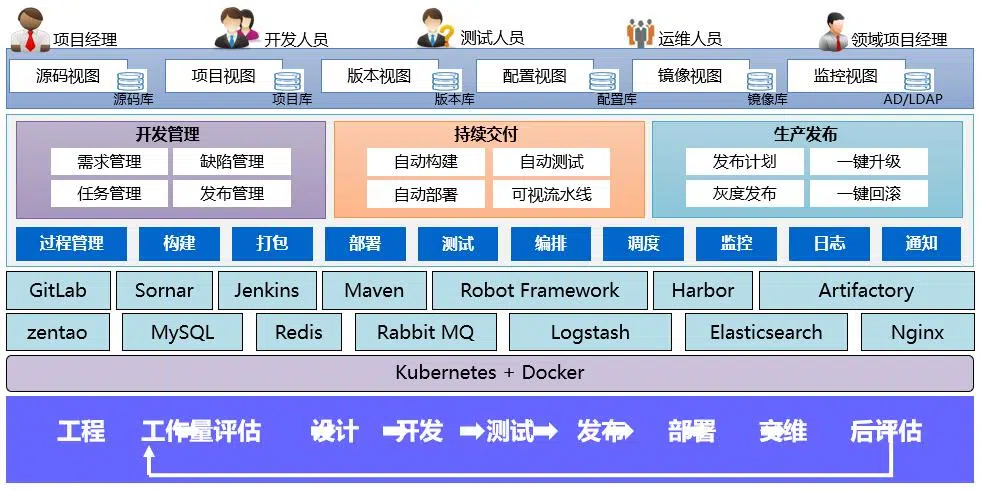 项目经理 开发人员 测试人员 运维人员 领域项目经理
源码视图 项目视图 版本视图 配置视图 镜像视图 监控视图
源码库 项目库 版本库 配置库 镜像库 AD/LDAP
开发管理 持续交付 生产发布
需求管理 缺陷管理 自动构建 自动测试 发布计划 一键升级
任务管理 发布管理 自动部署 可视流水线 灰度发布 一键回滚
过程管理 构建 打包 部署 测试 编排 调度 监控 日志 通知
GitLab Sornar Jenkins Maven Robot Framework Harbor Artifactory
zentao MySQL Redis Rabbit MQ Logstash Elasticsearch Nginx
Kubernetes + Docker
工程 工作量评估 设计 开发 测试 发布 部署 维 后评估